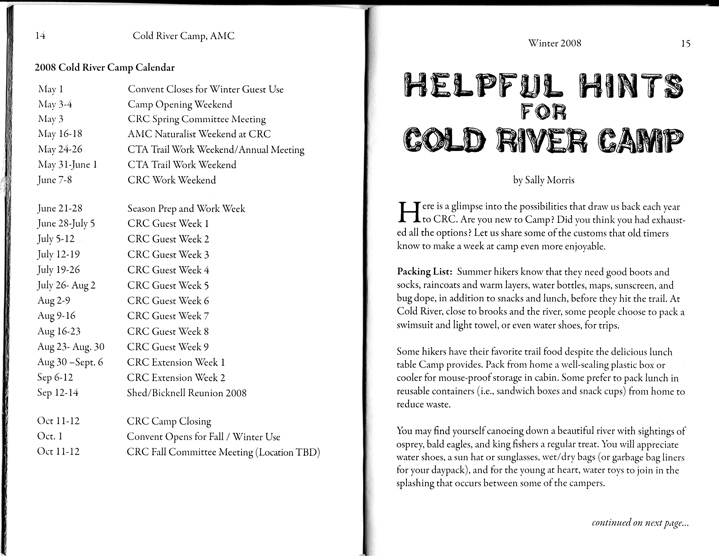 14
Cold River Camp, AMC
2008 Cold River Camp Calendar
May 1 Convent Closes for Winter Guest Use
May 3-4 Camp Opening Weekend
May 3 CRC Spring Committee Meeting
May 16-18 AMC Naturalist Weekend at CRC
May 24-26 CTA Trail Work Weekend/Annual Meeting
May 31-June 1 CTA Trail Work Weekend
June 7-8 CRC Work Weekend
June 21-28 Season Prep and Work Week
June 28-July 5 CRC Guest Week 1
July 5-12 CRC Guest Week 2
July 12-19 CRC Guest Week 3
July 19-26 CRC Guest Week 4
July 26- Aug 2 CRC Guest Week 5
Aug 2-9 CRC Guest Week 6
Aug 9-16 CRC Guest Week 7
Aug 16-23 CRC Guest Week 8
Aug 23- Aug. 30 CRC Guest Week 9
Aug 30 –Sept. 6 CRC Extension Week 1
Sep 6-12 CRC Extension Week 2
Sep 12-14 Shed/Bicknell Reunion 2008
Oct 11-12 CRC Camp Closing
Oct. 1 Convent Opens for Fall / Winter Use
Oct 11-12 CRC Fall Committee Meeting (Location TBD)
Winter 2008
15
HELPFUL HINTS
FOR
COLD RIVER CAMP
by Sally Morris
Here is a glimpse into the possibilities that draw us back each year
to CRC. Are you new to Camp? Did you think you had exhaust-
ed all the options? Let us share some of the customs that old timers
know to make a week at camp even more enjoyable.
Packing List: Summer hikers know that they need good boots and
socks, raincoats and warm layers, water bottles, maps, sunscreen, and
bug dope, in addition to snacks and lunch, before they hit the trail. At
Cold River, close to brooks and the river, some people choose to pack a
swimsuit and light towel, or even water shoes, for trips.
Some hikers have their favorite trail food despite the delicious lunch
table Camp provides. Pack from home a well-sealing plastic box or
cooler for mouse-proof storage in cabin. Some prefer to pack lunch in
reusable containers (i.e., sandwich boxes and snack cups) from home to
reduce waste.
You may find yourself canoeing down a beautiful river with sightings of
osprey, bald eagles, and king fishers a regular treat. You will appreciate
water shoes, a sun hat or sunglasses, wet/dry bags (or garbage bag liners
for your daypack), and for the young at heart, water toys to join in the
splashing that occurs between some of the campers.
continued on next page...